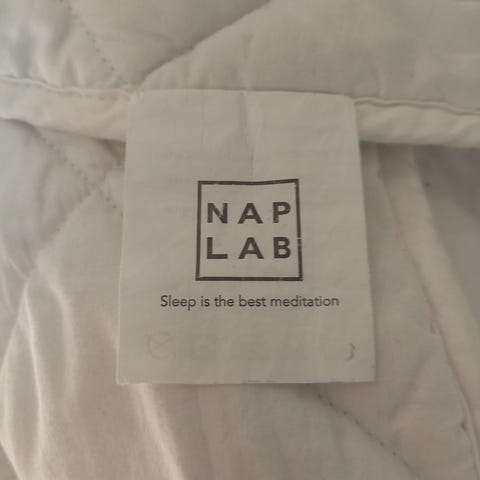 NAP
LAB
Sleep is the best meditation